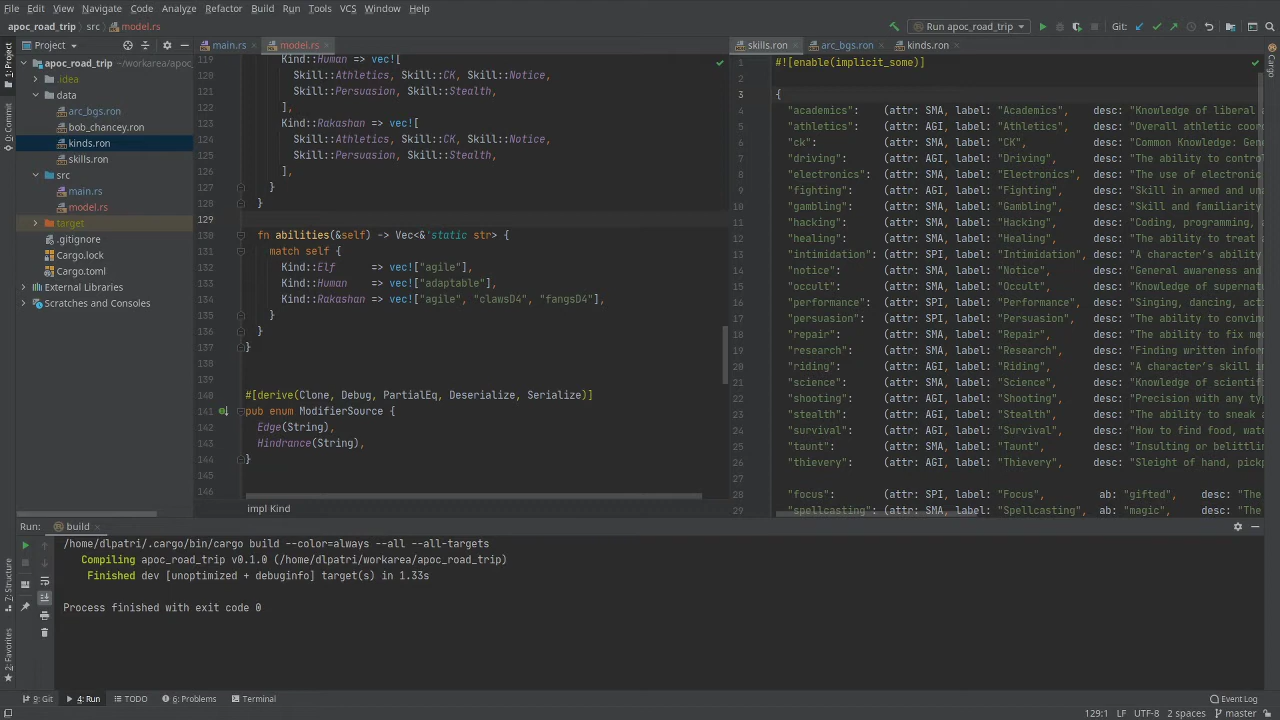 File Edit View Navigate Code Analyze Refactor Build Run Tools VCS Window Help
apoc_road_trip › src › model.rs
Run apoc_road_trip
Git:
1: Project
0: Commit
7: Structure
2: Favorites
Project
apoc_road_trip ~/workarea/apoc_
.idea
data
arc_bgs.ron
bob_chancey.ron
kinds.ron
skills.ron
src
main.rs
model.rs
target
.gitignore
Cargo.lock
Cargo.toml
External Libraries
Scratches and Consoles
main.rs model.rs
119 Kind::Human => vec![
120 Skill::Athletics, Skill::CK, Skill::Notice,
121 Skill::Persuasion, Skill::Stealth,
122 ],
123 Kind::Rakashan => vec![
124 Skill::Athletics, Skill::CK, Skill::Notice,
125 Skill::Persuasion, Skill::Stealth,
126 ],
127 }
128 }
129
130 fn abilities(&self) -> Vec<&'static str> {
131 match self {
132 Kind::Elf => vec!["agile"],
133 Kind::Human => vec!["adaptable"],
134 Kind::Rakashan => vec!["agile", "clawsD4", "fangsD4"],
135 }
136 }
137 }
138
139
140 #[derive(Clone, Debug, PartialEq, Deserialize, Serialize)]
141 pub enum ModifierSource {
142 Edge(String),
143 Hindrance(String),
144 }
145
146
impl Kind
skills.ron arc_bgs.ron kinds.ron
1 #![enable(implicit_some)]
2
3 {
4 "academics": (attr: SMA, label: "Academics", desc: "Knowledge of liberal
5 "athletics": (attr: AGI, label: "Athletics", desc: "Overall athletic coor
6 "ck": (attr: SMA, label: "CK", desc: "Common Knowledge: Gen
7 "driving": (attr: AGI, label: "Driving", desc: "The ability to contro
8 "electronics": (attr: SMA, label: "Electronics", desc: "The use of electronic
9 "fighting": (attr: AGI, label: "Fighting", desc: "Skill in armed and una
10 "gambling": (attr: SMA, label: "Gambling", desc: "Skill and familiarity
11 "hacking": (attr: SMA, label: "Hacking", desc: "Coding, programming,
12 "healing": (attr: SMA, label: "Healing", desc: "The ability to treat
13 "intimidation": (attr: SPI, label: "Intimidation", desc: "A character's ability
14 "notice": (attr: SMA, label: "Notice", desc: "General awareness and
15 "occult": (attr: SMA, label: "Occult", desc: "Knowledge of supernat
16 "performance": (attr: SPI, label: "Performance", desc: "Singing, dancing, act
17 "persuasion": (attr: SPI, label: "Persuasion", desc: "The ability to convinc
18 "repair": (attr: SMA, label: "Repair", desc: "The ability to fix me
19 "research": (attr: SMA, label: "Research", desc: "Finding written infor
20 "riding": (attr: AGI, label: "Riding", desc: "A character's skill in
21 "science": (attr: SMA, label: "Science", desc: "Knowledge of scientif
22 "shooting": (attr: AGI, label: "Shooting", desc: "Precision with any ty
23 "stealth": (attr: AGI, label: "Stealth", desc: "The ability to sneak a
24 "survival": (attr: SMA, label: "Survival", desc: "How to find food, wate
25 "taunt": (attr: SMA, label: "Taunt", desc: "Insulting or belittlin
26 "thievery": (attr: AGI, label: "Thievery", desc: "Sleight of hand, pickp
27
28 "focus": (attr: SPI, label: "Focus", ab: "gifted", desc: "The
29 "spellcasting": (attr: SMA, label: "Spellcasting", ab: "magic", desc: "The
Cargo
Run: build
/home/dlpatri/.cargo/bin/cargo build --color=always --all --all-targets
Compiling apoc_road_trip v0.1.0 (/home/dlpatri/workarea/apoc_road_trip)
Finished dev [unoptimized + debuginfo] target(s) in 1.33s
Process finished with exit code 0
9: Git 4: Run TODO 6: Problems Terminal Event Log
129:1 LF UTF-8 2 spaces master